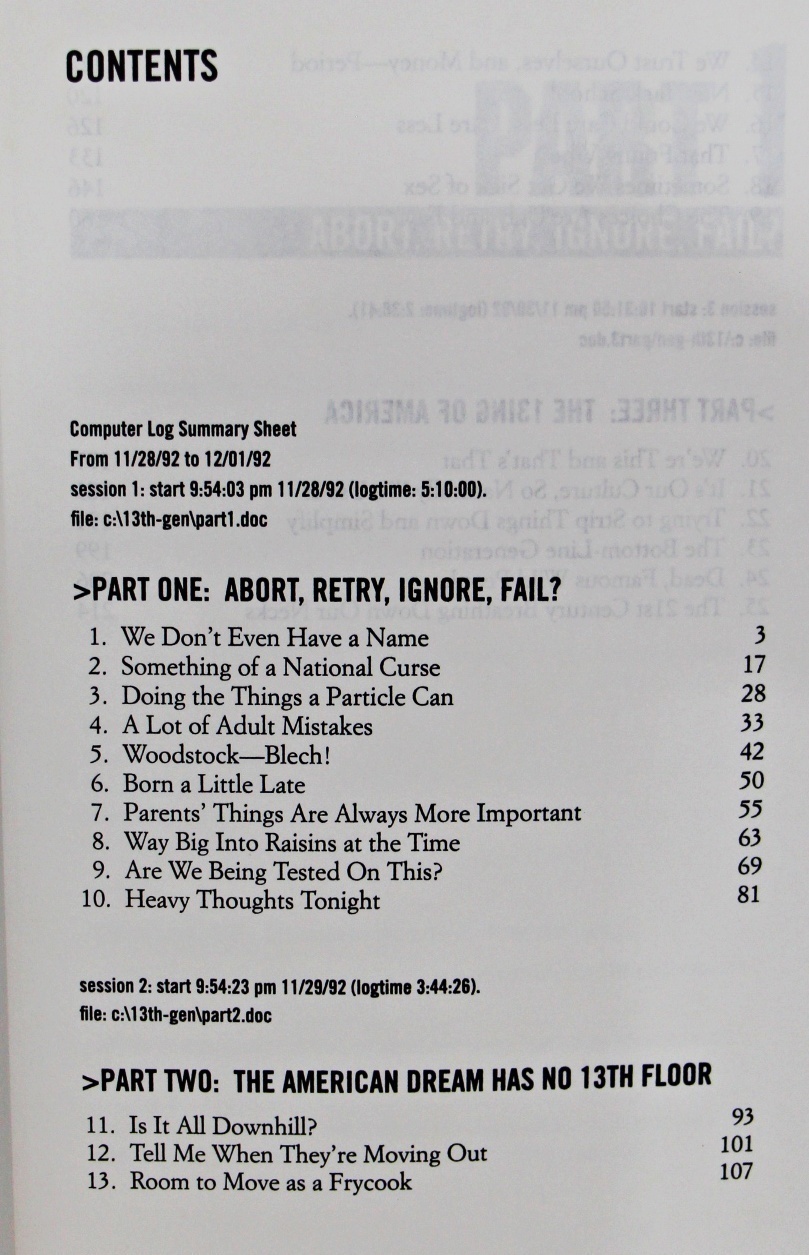 CONTENTS
Computer Log Summary Sheet
From 11/28/92 to 12/01/92
session 1: start 9:54:03 pm 11/28/92 (logtime: 5:10:00).
file: c:\13th-gen\part1.doc
>PART ONE: ABORT, RETRY, IGNORE, FAIL?
1. We Don't Even Have a Name 3
2. Something of a National Curse 17
3. Doing the Things a Particle Can 28
4. A Lot of Adult Mistakes 33
5. Woodstock—Blech! 42
6. Born a Little Late 50
7. Parents' Things Are Always More Important 55
8. Way Big Into Raisins at the Time 63
9. Are We Being Tested On This? 69
10. Heavy Thoughts Tonight 81
session 2: start 9:54:23 pm 11/29/92 (logtime 3:44:26).
file: c:\13th-gen\part2.doc
>PART TWO: THE AMERICAN DREAM HAS NO 13TH FLOOR
11. Is It All Downhill? 93
12. Tell Me When They're Moving Out 101
13. Room to Move as a Frycook 107